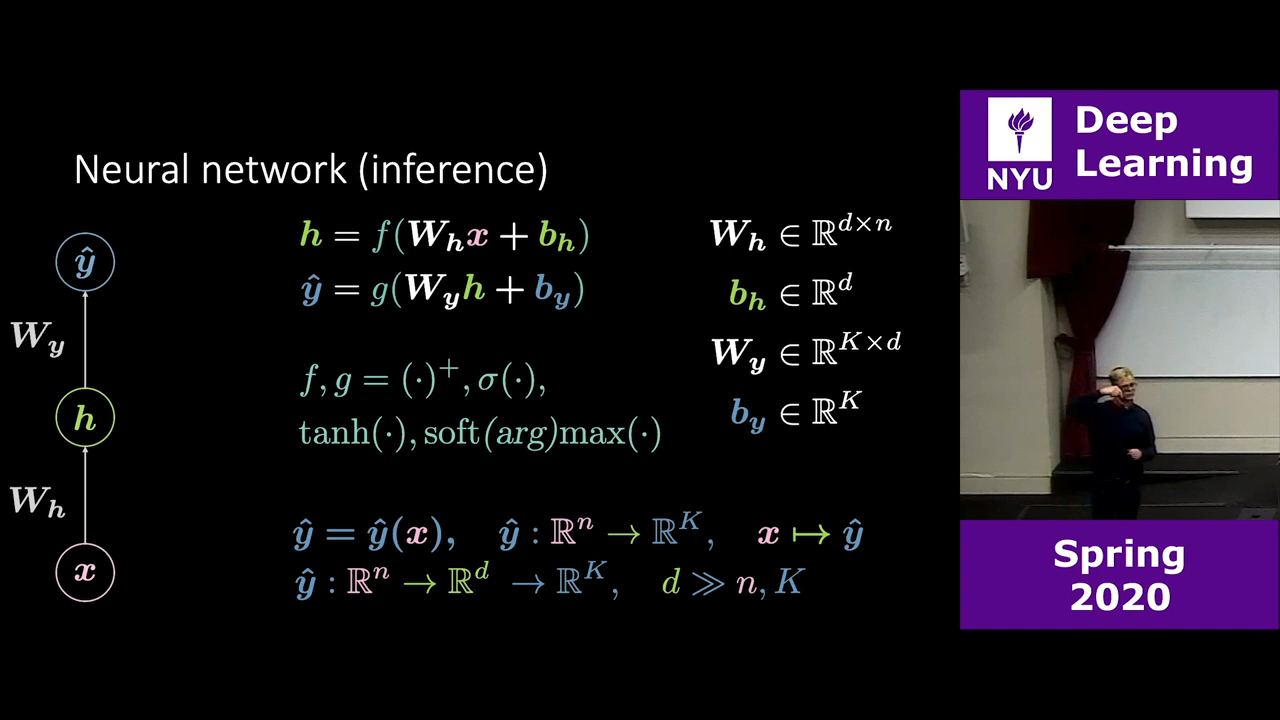 Neural network (inference)
ŷ
W_y
h
W_h
x
h = f(W_h x + b_h)
ŷ = g(W_y h + b_y)
f, g = (·)⁺, σ(·),
tanh(·), soft(arg)max(·)
W_h ∈ ℝ^{d×n}
b_h ∈ ℝ^d
W_y ∈ ℝ^{K×d}
b_y ∈ ℝ^K
ŷ = ŷ(x), ŷ : ℝ^n → ℝ^K, x ↦ ŷ
ŷ : ℝ^n → ℝ^d → ℝ^K, d ≫ n, K
NYU
Deep
Learning
Spring
2020